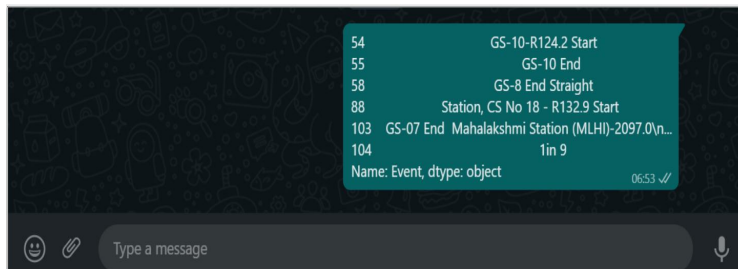 54 GS-10-R124.2 Start
55 GS-10 End
58 GS-8 End Straight
88 Station, CS No 18 - R132.9 Start
103 GS-07 End Mahalakshmi Station (MLHI)-2097.0\n...
104 1in 9
Name: Event, dtype: object
06:53
Type a message